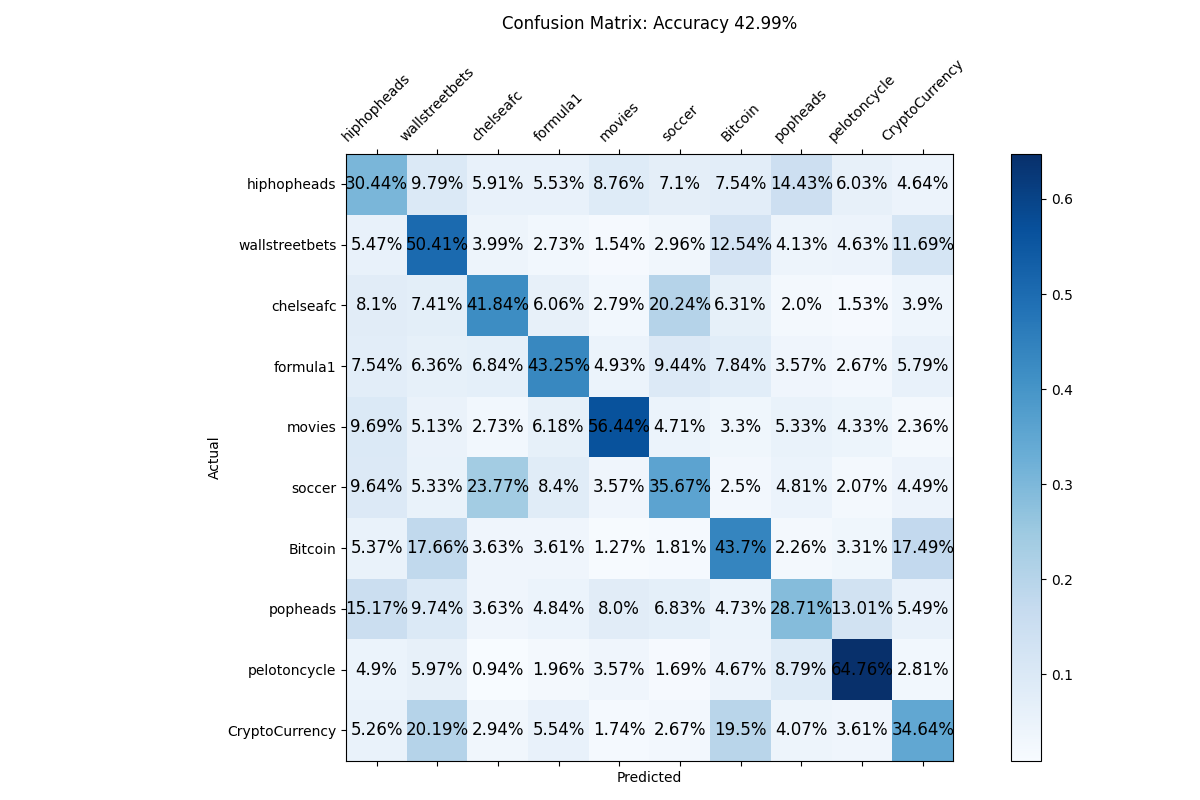 Confusion Matrix: Accuracy 42.99%
hiphopheads wallstreetbets chelseafc formula1 movies soccer Bitcoin popheads pelotoncycle CryptoCurrency
hiphopheads 30.44% 9.79% 5.91% 5.53% 8.76% 7.1% 7.54% 14.43% 6.03% 4.64%
wallstreetbets 5.47% 50.41% 3.99% 2.73% 1.54% 2.96% 12.54% 4.13% 4.63% 11.69%
chelseafc 8.1% 7.41% 41.84% 6.06% 2.79% 20.24% 6.31% 2.0% 1.53% 3.9%
formula1 7.54% 6.36% 6.84% 43.25% 4.93% 9.44% 7.84% 3.57% 2.67% 5.79%
movies 9.69% 5.13% 2.73% 6.18% 56.44% 4.71% 3.3% 5.33% 4.33% 2.36%
soccer 9.64% 5.33% 23.77% 8.4% 3.57% 35.67% 2.5% 4.81% 2.07% 4.49%
Bitcoin 5.37% 17.66% 3.63% 3.61% 1.27% 1.81% 43.7% 2.26% 3.31% 17.49%
popheads 15.17% 9.74% 3.63% 4.84% 8.0% 6.83% 4.73% 28.71% 13.01% 5.49%
pelotoncycle 4.9% 5.97% 0.94% 1.96% 3.57% 1.69% 4.67% 8.79% 64.76% 2.81%
CryptoCurrency 5.26% 20.19% 2.94% 5.54% 1.74% 2.67% 19.5% 4.07% 3.61% 34.64%
Actual
Predicted
0.6
0.5
0.4
0.3
0.2
0.1